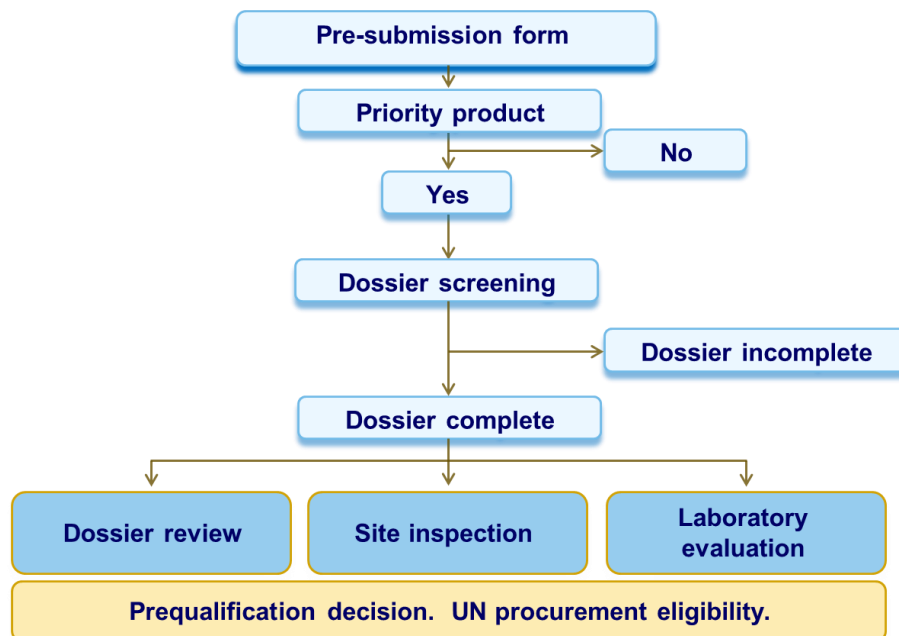 Pre-submission form
Priority product
No
Yes
Dossier screening
Dossier incomplete
Dossier complete
Dossier review
Site inspection
Laboratory
evaluation
Prequalification decision. UN procurement eligibility.